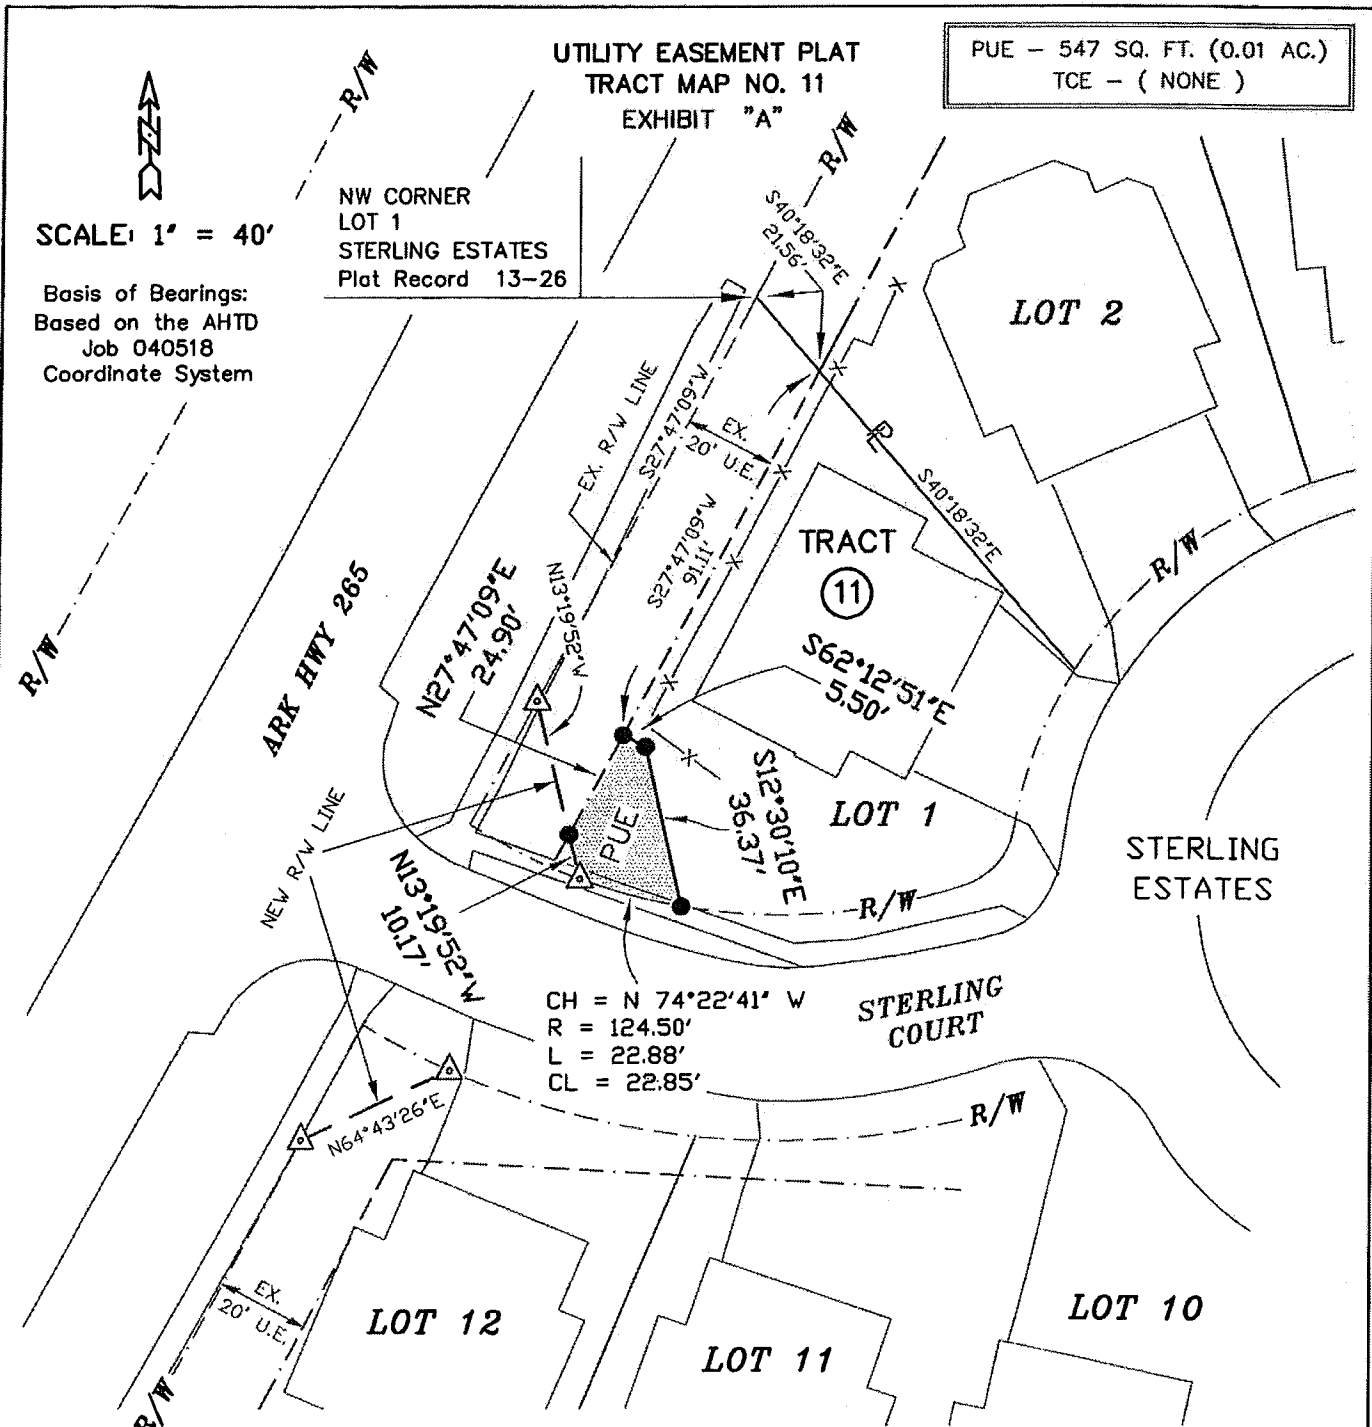 UTILITY EASEMENT PLAT
TRACT MAP NO. 11
EXHIBIT "A"
PUE - 547 SQ. FT. (0.01 AC.)
TCE - ( NONE )
R/W
R/W
N
SCALE: 1" = 40'
Basis of Bearings:
Based on the AHTD
Job 040518
Coordinate System
NW CORNER
LOT 1
STERLING ESTATES
Plat Record 13-26
S40°18'32"E
21.56'
LOT 2
EX. R/W LINE
S27°47'09"W
EX.
20' U.E.
PL
S40°18'32"E
S27°47'09"W
91.11'
TRACT
11
R/W
R/W
ARK HWY 265
N27°47'09"E
24.90'
N13°19'52"W
S62°12'51"E
5.50'
S12°30'10"E
36.37'
PUE
LOT 1
STERLING
ESTATES
NEW R/W LINE
N13°19'52"W
10.17'
R/W
CH = N 74°22'41" W
R = 124.50'
L = 22.88'
CL = 22.85'
STERLING
COURT
N64°43'26"E
R/W
EX.
20' U.E.
LOT 12
LOT 11
LOT 10
R/W